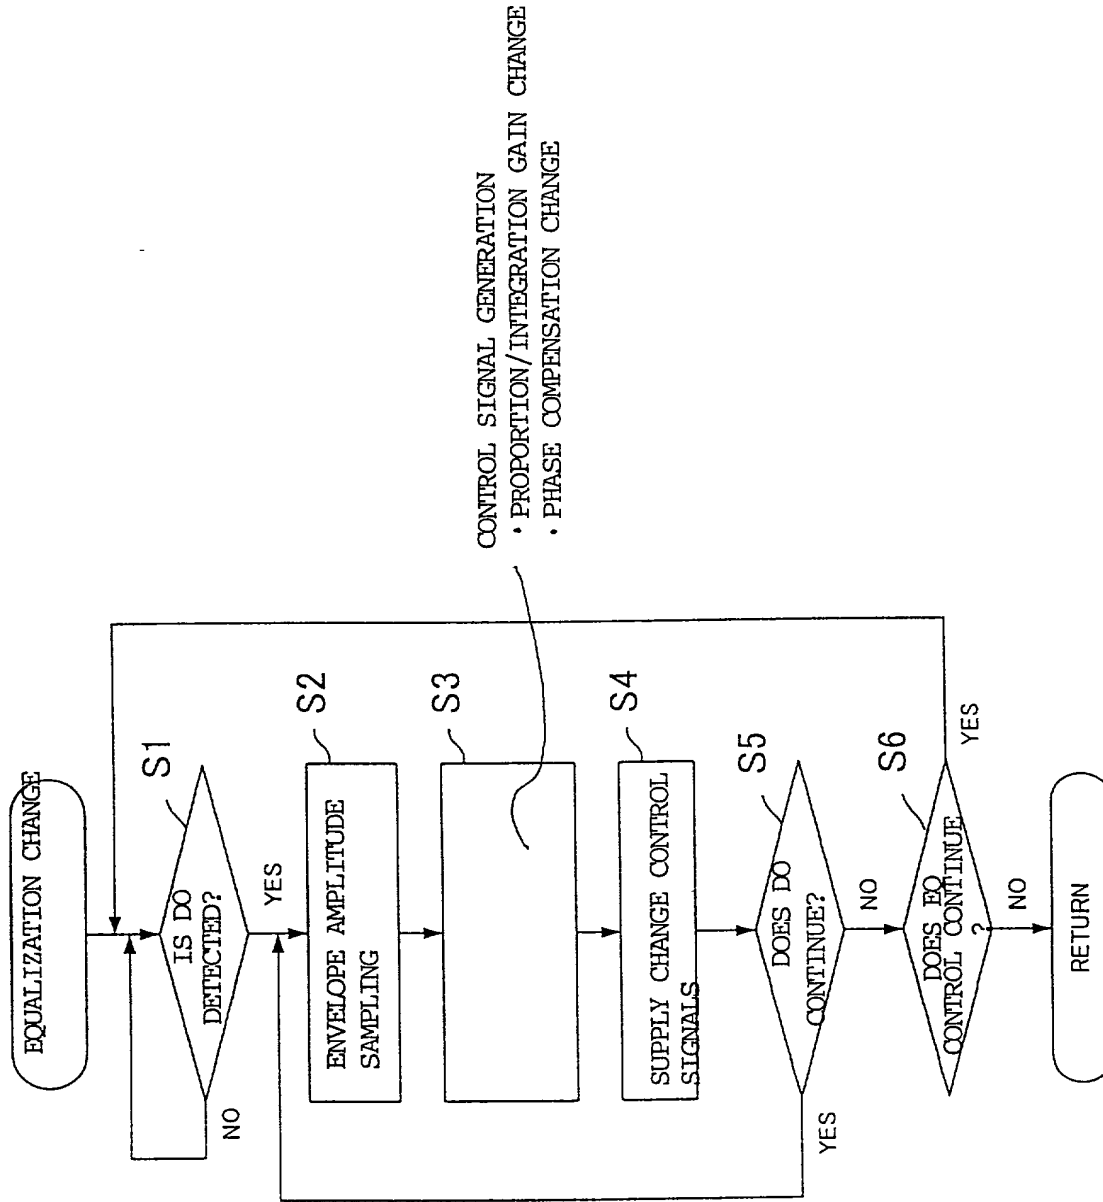 EQUALIZATION CHANGE
S1
IS DO
DETECTED?
NO
YES
S2
ENVELOPE AMPLITUDE
SAMPLING
S3
CONTROL SIGNAL GENERATION
・PROPORTION/INTEGRATION GAIN CHANGE
・PHASE COMPENSATION CHANGE
S4
SUPPLY CHANGE CONTROL
SIGNALS
S5
DOES DO
CONTINUE?
YES
NO
S6
DOES EQ
CONTROL CONTINUE
?
YES
NO
RETURN